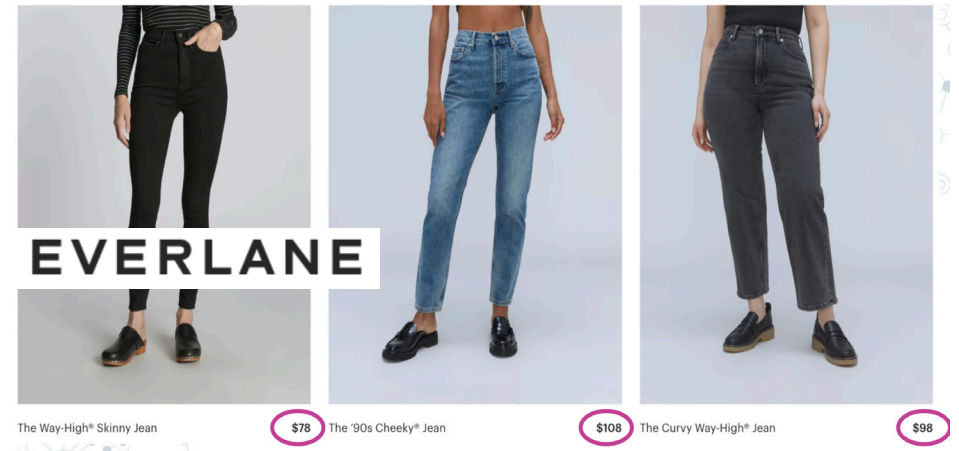 EVERLANE
The Way-High® Skinny Jean $78
The ‘90s Cheeky® Jean $108
The Curvy Way-High® Jean $98